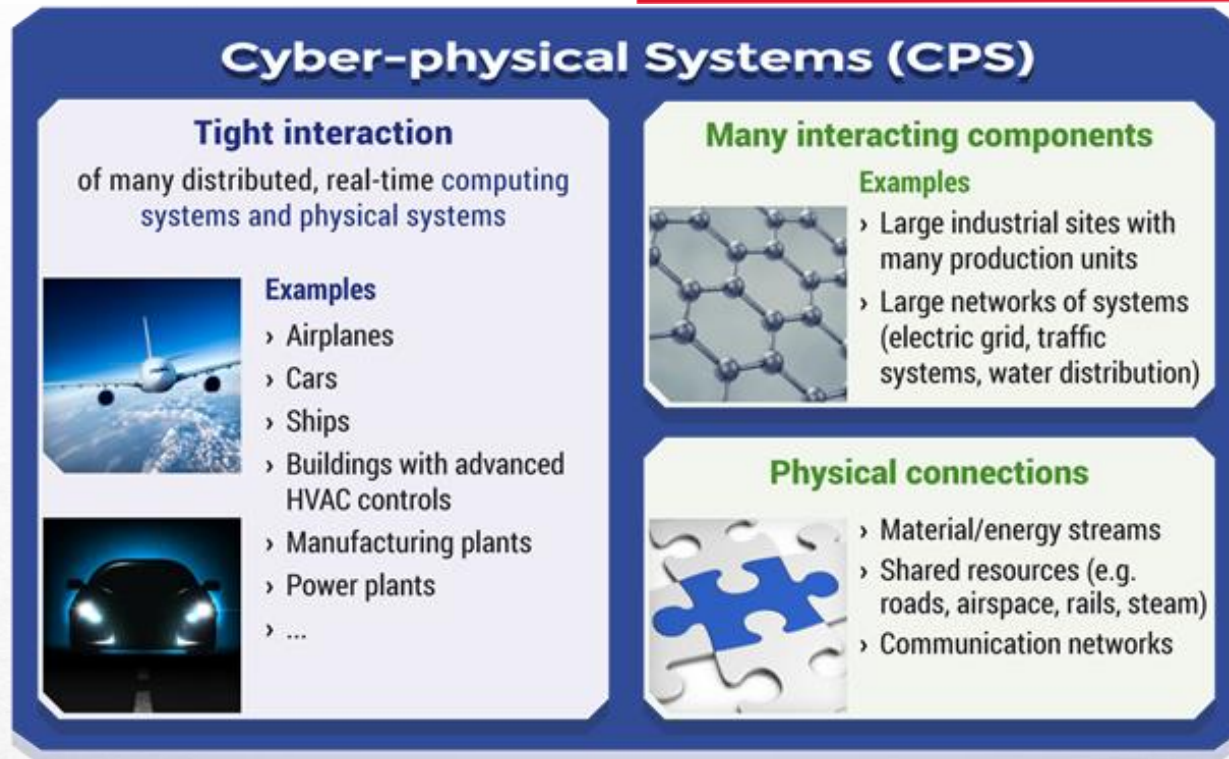 Cyber-physical Systems (CPS)
Tight interaction
of many distributed, real-time computing
systems and physical systems
Examples
› Airplanes
› Cars
› Ships
› Buildings with advanced
HVAC controls
› Manufacturing plants
› Power plants
› ...
Many interacting components
Examples
› Large industrial sites with
many production units
› Large networks of systems
(electric grid, traffic
systems, water distribution)
Physical connections
› Material/energy streams
› Shared resources (e.g.
roads, airspace, rails, steam)
› Communication networks